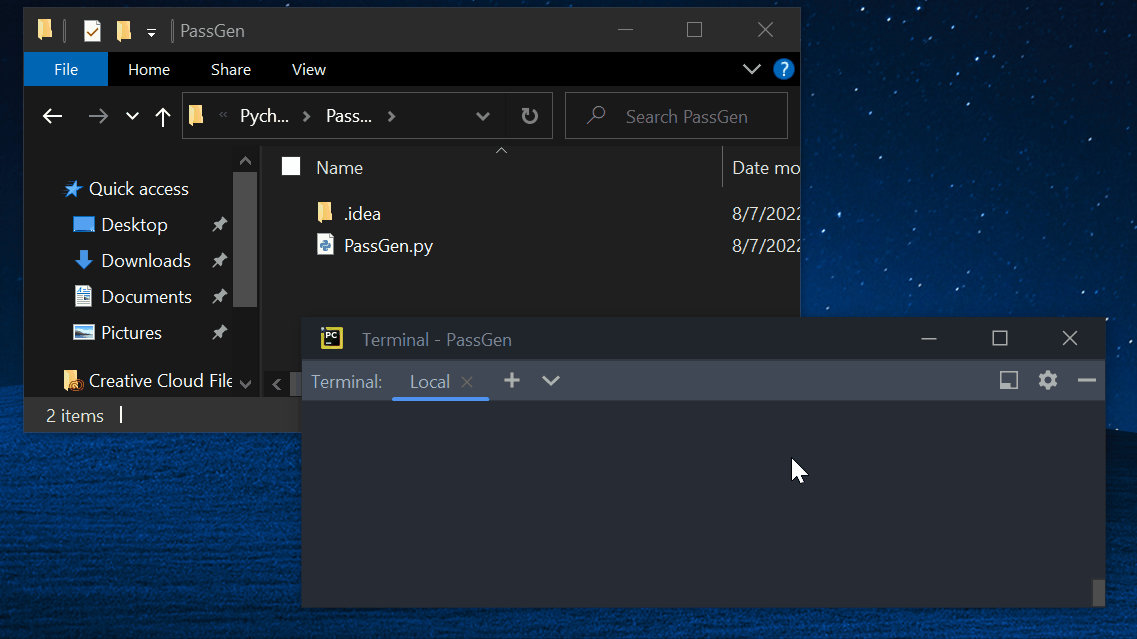 PassGen
File Home Share View ?
« Pych... Pass... Search PassGen
Name Date mo
Quick access
.idea 8/7/2022
Desktop
PassGen.py 8/7/2022
Downloads
Documents
Pictures
Creative Cloud File
2 items
PC Terminal - PassGen
Terminal: Local